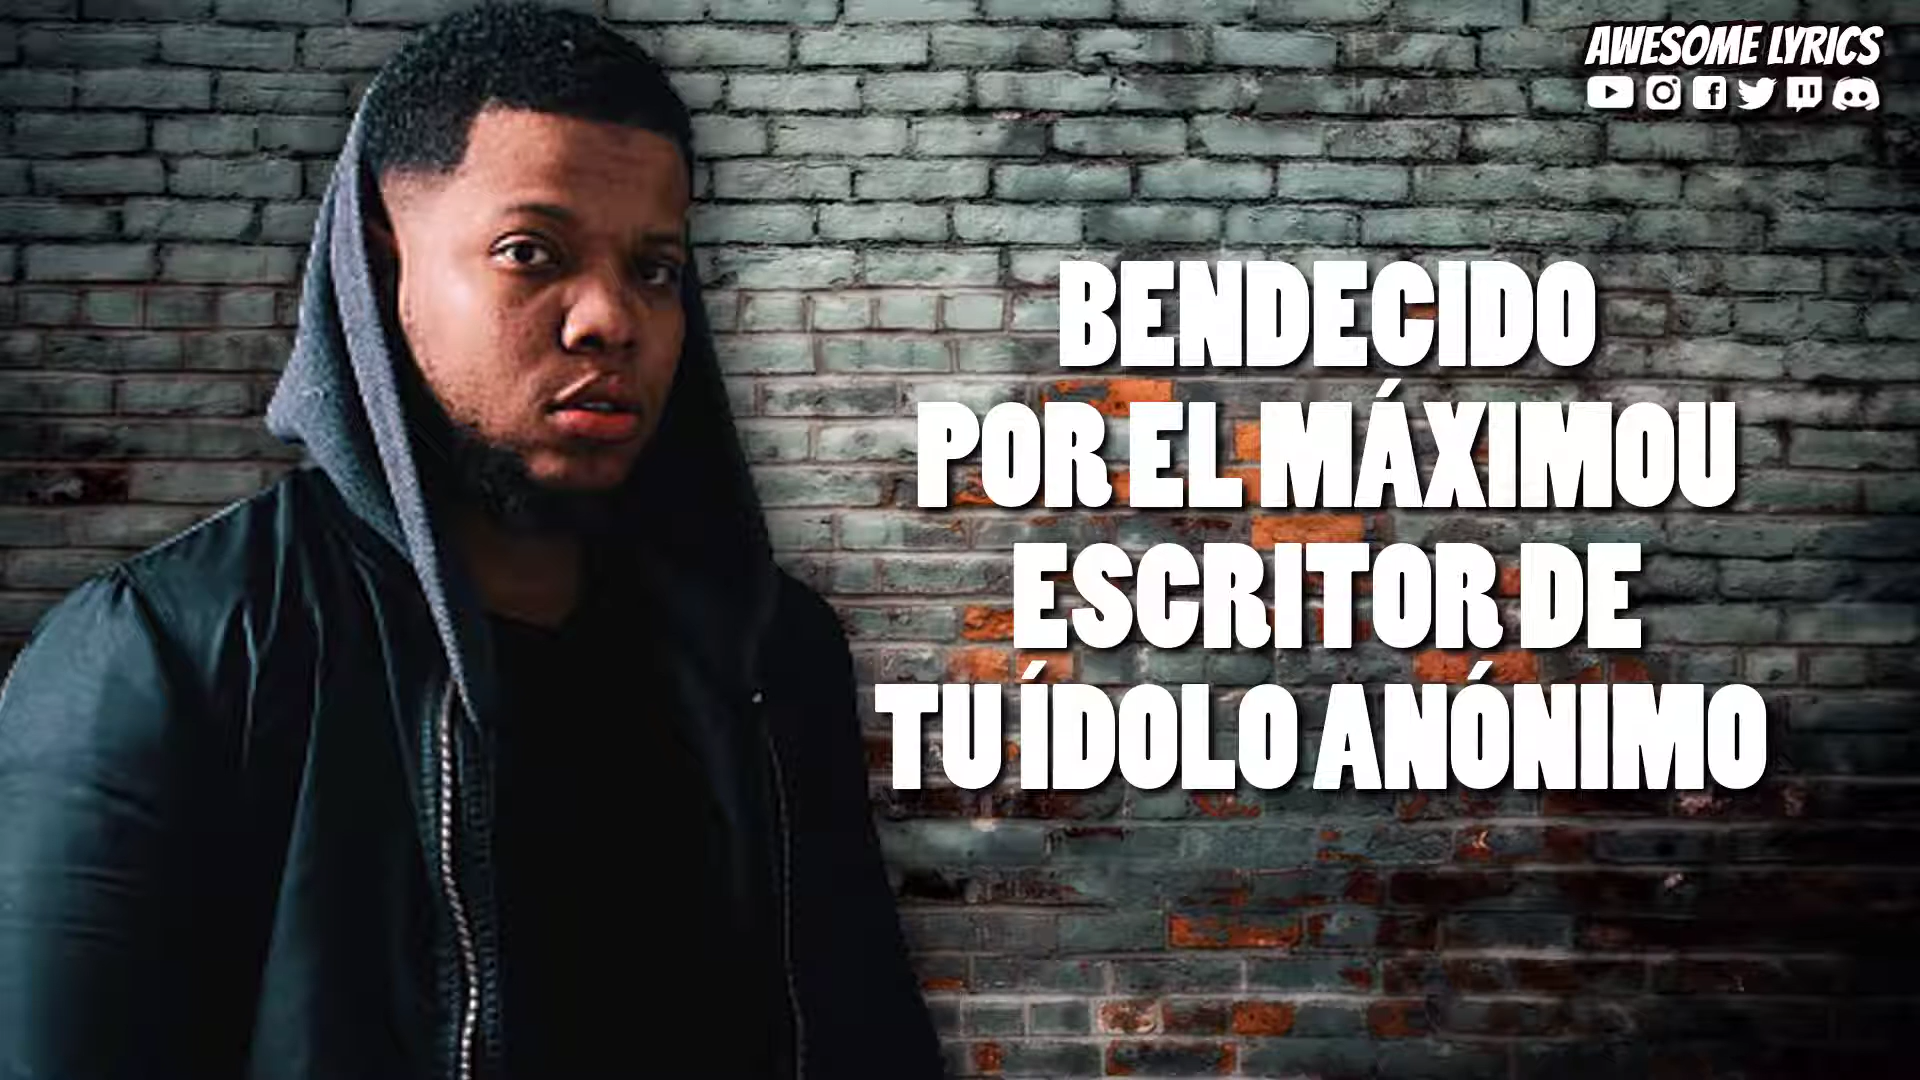 AWESOME LYRICS
BENDECIDO
POR EL MÁXIMOU
ESCRITOR DE
TU ÍDOLO ANÓNIMO